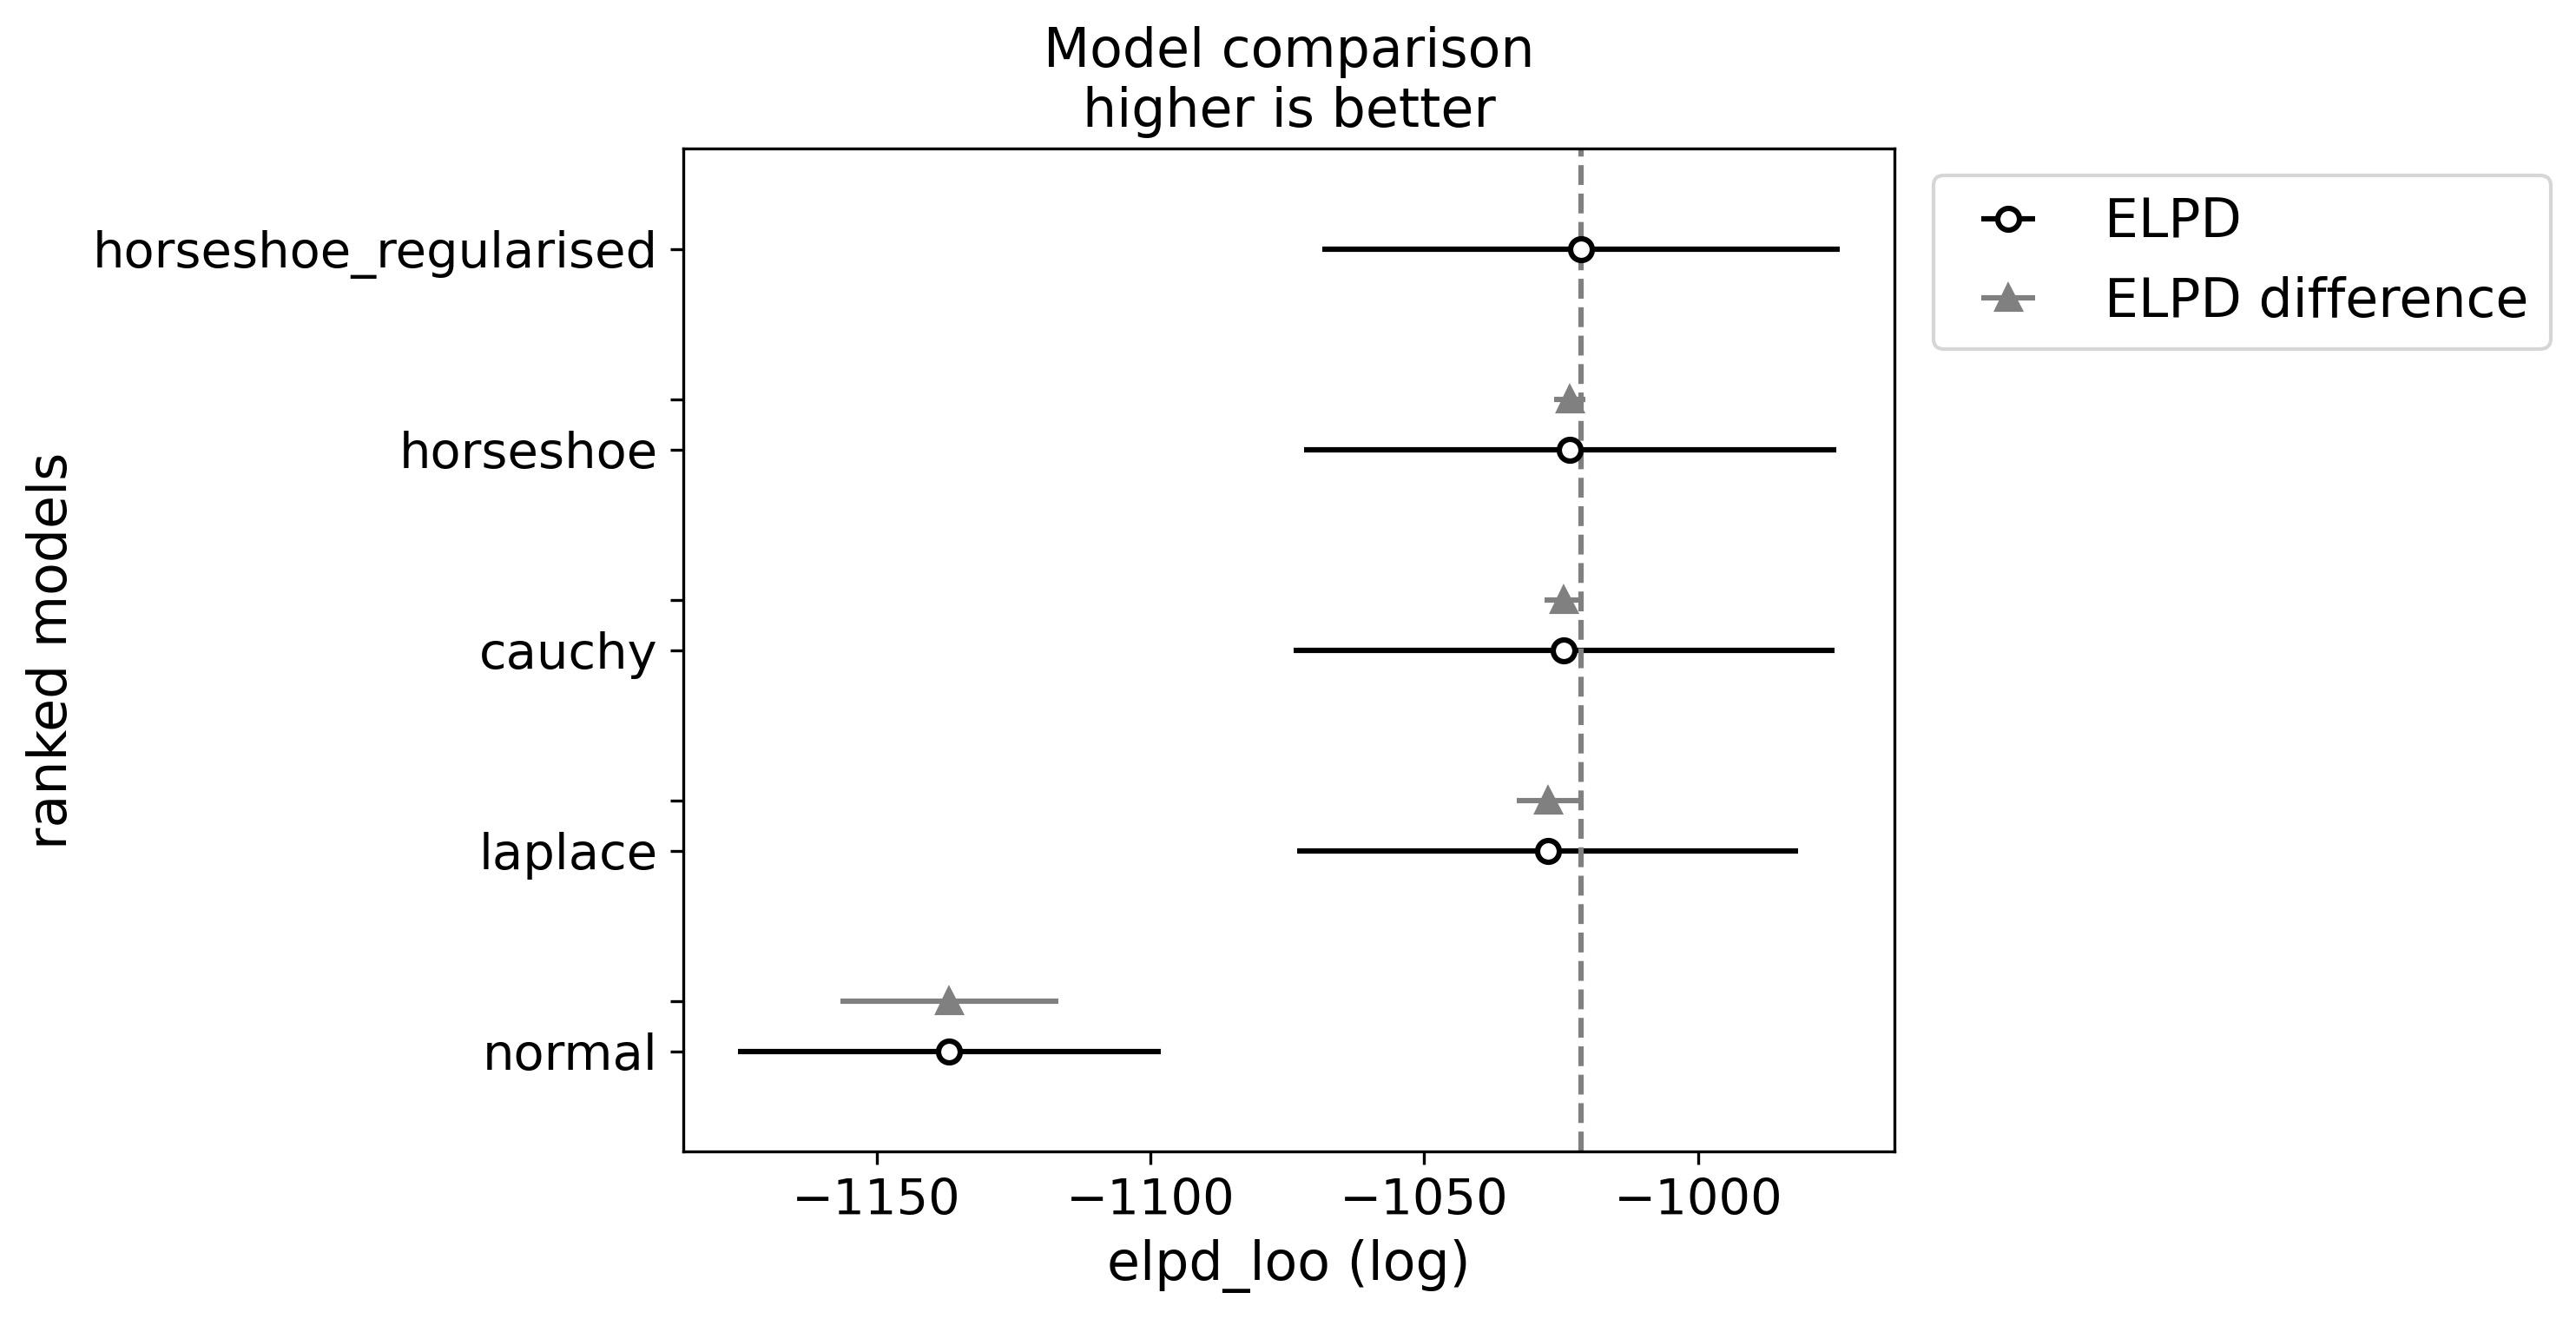 Model comparison
higher is better
horseshoe_regularised
horseshoe
cauchy
laplace
normal
ranked models
−1150
−1100
−1050
−1000
elpd_loo (log)
ELPD
ELPD difference